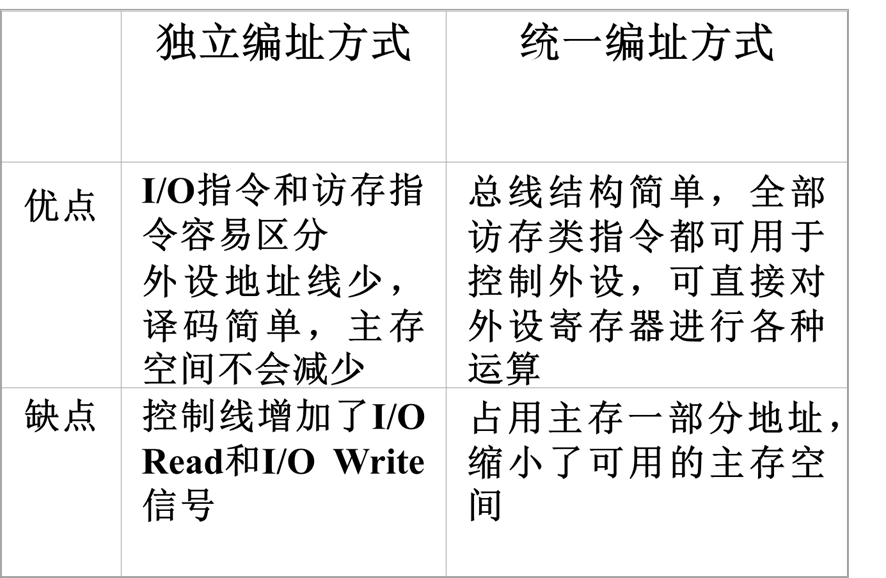 独立编址方式
统一编址方式
优点
I/O指令和访存指
令容易区分
外设地址线少，
译码简单，主存
空间不会减少
总线结构简单，全部
访存类指令都可用于
控制外设，可直接对
外设寄存器进行各种
运算
缺点
控制线增加了I/O
Read和I/O Write
信号
占用主存一部分地址，
缩小了可用的主存空
间